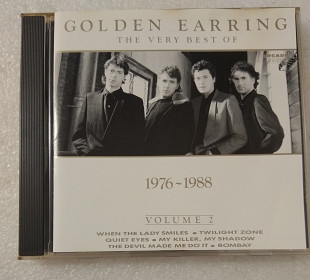 GOLDEN EARRING
THE VERY BEST OF
1976~1988
VOLUME 2
WHEN THE LADY SMILES • TWILIGHT ZONE
QUIET EYES • MY KILLER, MY SHADOW
THE DEVIL MADE ME DO IT • BOMBAY